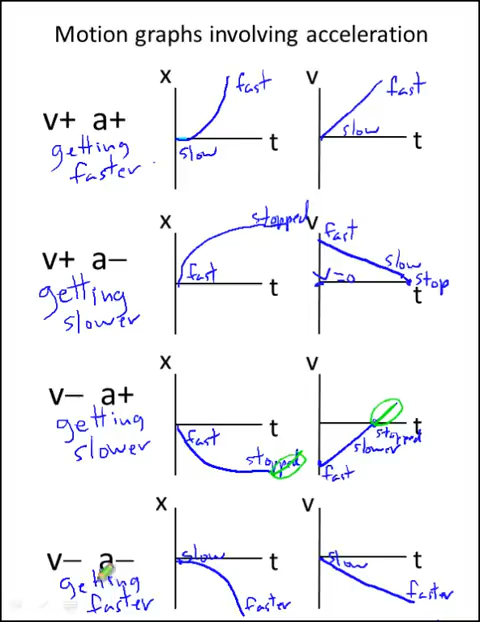 Motion graphs involving acceleration
x v
fast fast
v+ a+
slow t slow t
getting
faster
x v
stopped
fast
v+ a– slow
fast v=0 stop
getting t t
slower
x v
v– a+
getting t t
fast stopped
slower slower
stopped fast
x v
v– a– slow t slow t
getting
faster faster faster